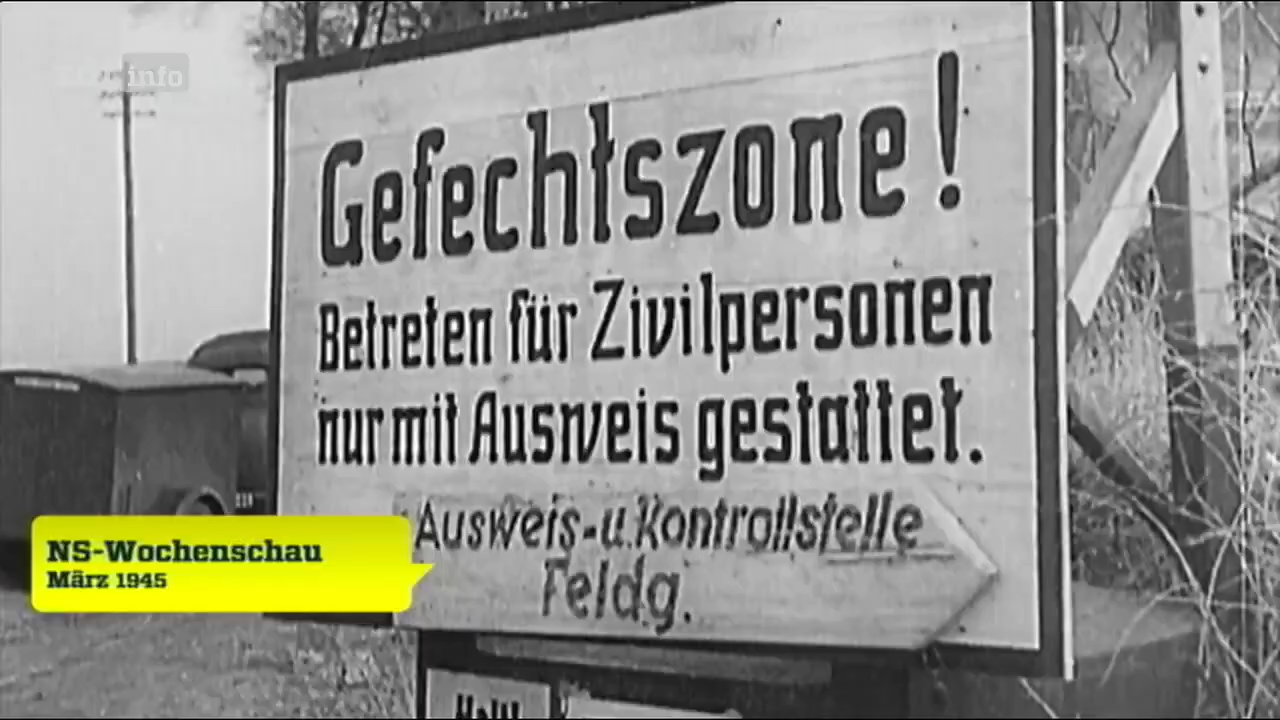 info
Gefechtszone!
Betreten für Zivilpersonen
nur mit Ausweis gestattet.
Ausweis-u.Kontrollstelle
Feldg.
NS-Wochenschau
März 1945